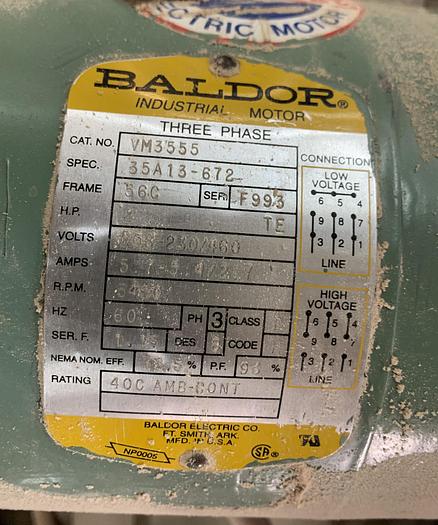 ECTRIC MOTOR
BALDOR®
INDUSTRIAL MOTOR
THREE PHASE
CAT. NO. VM3555
SPEC. 35A13-672
FRAME 56C SER. F993
H.P. TE
VOLTS 208-230/460
AMPS
R.P.M.
HZ 60 PH 3 CLASS
SER. F. DES CODE
NEMA NOM. EFF. % P.F. %
RATING 40C AMB-CONT
CONNECTION
LOW
VOLTAGE
6 5 4
9 8 7
3 2 1
LINE
HIGH
VOLTAGE
6 5 4
9 8 7
3 2 1
LINE
BALDOR ELECTRIC CO.
FT. SMITH, ARK.
MFD. IN U.S.A.
NP0005